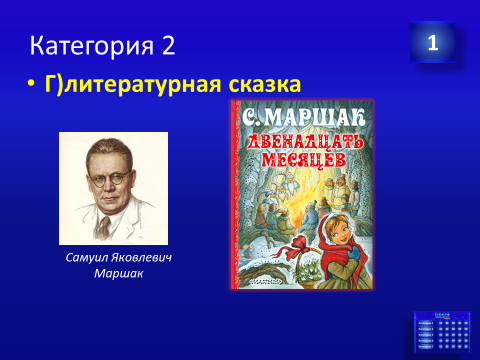 Категория 2
1
• Г)литературная сказка
С. МАРШАК
ДВЕНАДЦАТЬ
МЕСЯЦЕВ
Самуил Яковлевич
Маршак